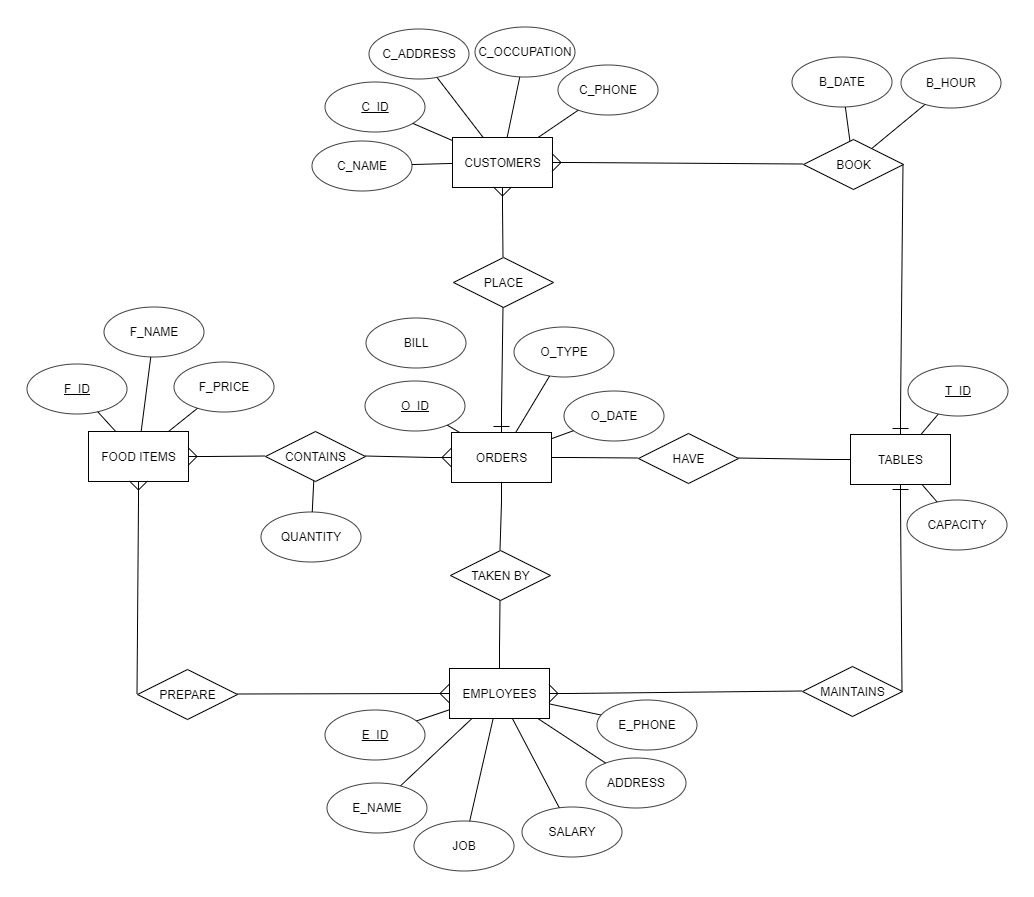 C_ADDRESS
C_OCCUPATION
B_DATE
B_HOUR
C_PHONE
C_ID
C_NAME
CUSTOMERS
BOOK
PLACE
F_NAME
BILL
O_TYPE
F_ID
F_PRICE
O_ID
O_DATE
T_ID
FOOD ITEMS
CONTAINS
ORDERS
HAVE
TABLES
QUANTITY
CAPACITY
TAKEN BY
PREPARE
EMPLOYEES
MAINTAINS
E_ID
E_PHONE
ADDRESS
E_NAME
JOB
SALARY